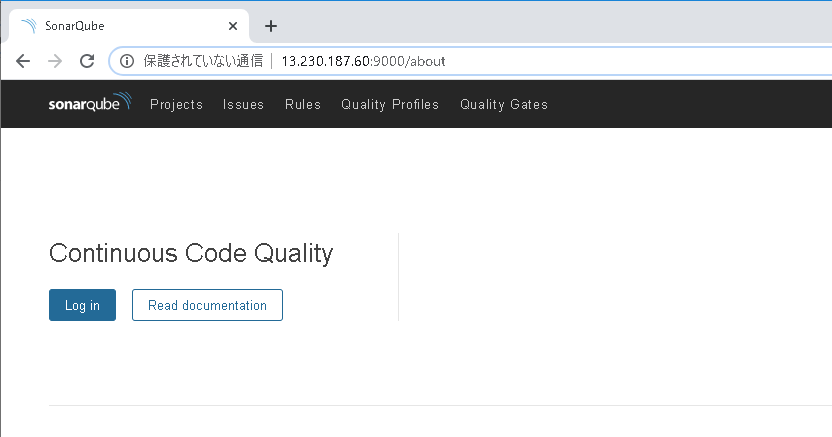 SonarQube
保護されていない通信 13.230.187.60:9000/about
sonarqube Projects Issues Rules Quality Profiles Quality Gates
Continuous Code Quality
Log in Read documentation